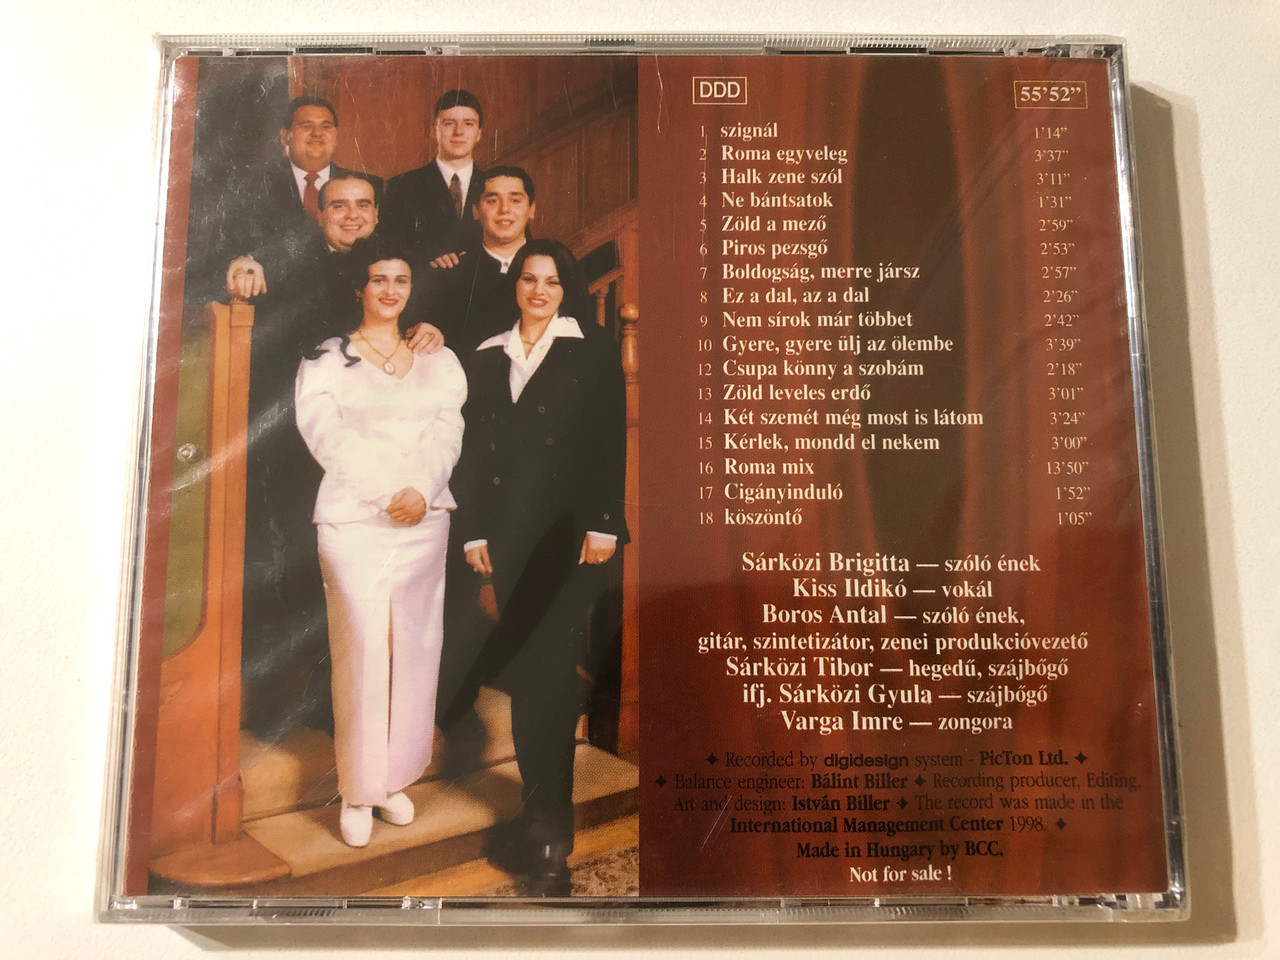 DDD 55’52”
1 szignál 1’14”
2 Roma egyveleg 3’37”
3 Halk zene szól 3’11”
4 Ne bántsatok 1’31”
5 Zöld a mező 2’59”
6 Piros pezsgő 2’53”
7 Boldogság, merre jársz 2’57”
8 Ez a dal, az a dal 2’26”
9 Nem sírok már többet 2’42”
10 Gyere, gyere ülj az ölembe 3’39”
12 Csupa könny a szobám 2’18”
13 Zöld leveles erdő 3’01”
14 Két szemét még most is látom 3’24”
15 Kérlek, mondd el nekem 3’00”
16 Roma mix 13’50”
17 Cigányinduló 1’52”
18 köszöntő 1’05”
Sárközi Brigitta — szóló ének
Kiss Ildikó — vokál
Boros Antal — szóló ének,
gitár, szintetizátor, zenei produkcióvezető
Sárközi Tibor — hegedű, szájbőgő
ifj. Sárközi Gyula — szájbőgő
Varga Imre — zongora
✦ Recorded by digidesign system - PicTon Ltd. ✦
✦ Balance engineer: Bálint Biller ✦ Recording producer, Editing,
Art and design: István Biller ✦ The record was made in the
International Management Center 1998. ✦
Made in Hungary by BCC.
Not for sale !